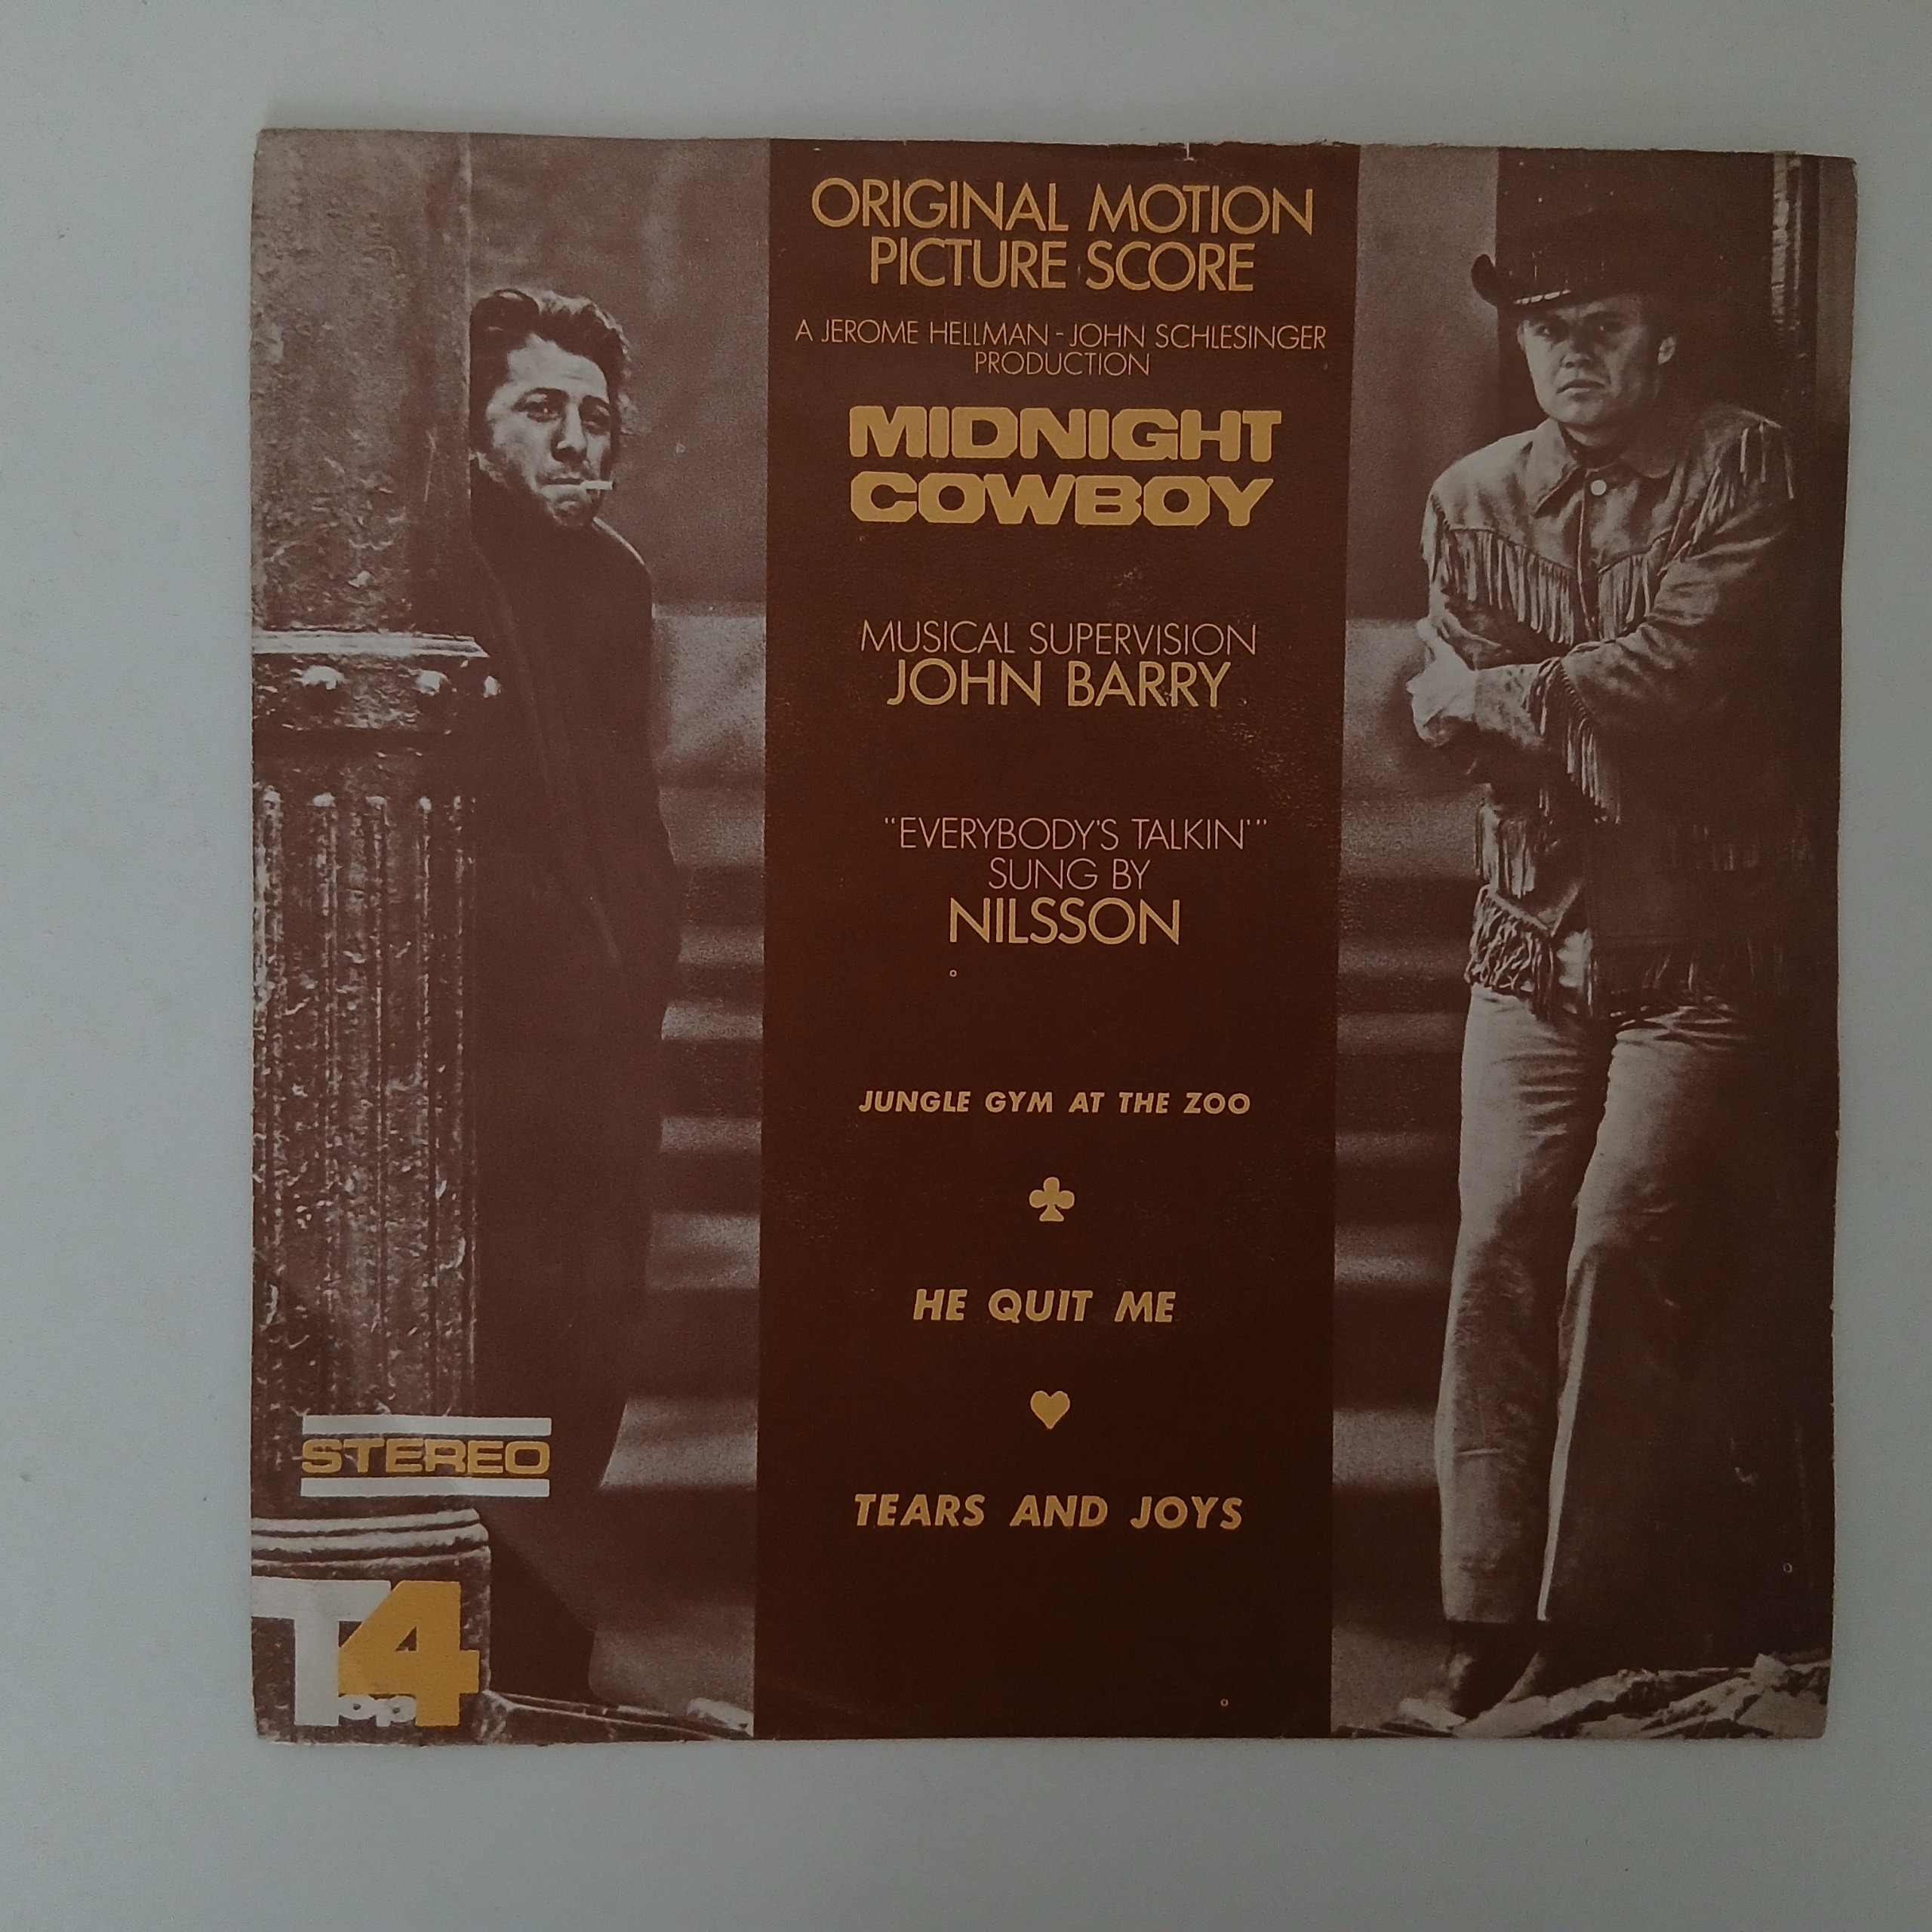 ORIGINAL MOTION
PICTURE SCORE
A JEROME HELLMAN - JOHN SCHLESINGER
PRODUCTION
MIDNIGHT
COWBOY
MUSICAL SUPERVISION
JOHN BARRY
"EVERYBODY'S TALKIN'"
SUNG BY
NILSSON
JUNGLE GYM AT THE ZOO
HE QUIT ME
TEARS AND JOYS
STEREO
Top 4